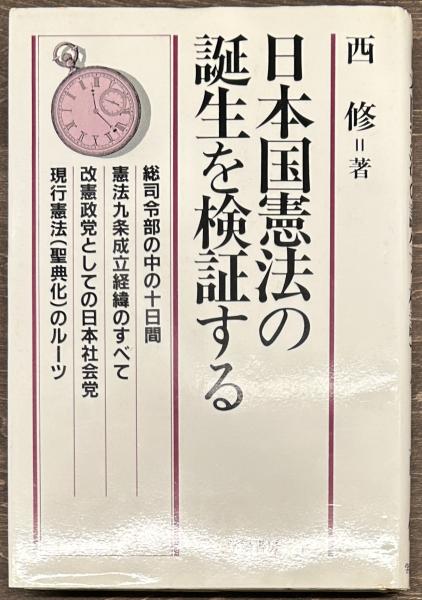 西 修=著
日本国憲法の
誕生を検証する
総司令部の中の十日間
憲法九条成立経緯のすべて
改憲政党としての日本社会党
現行憲法(聖典化)のルーツ